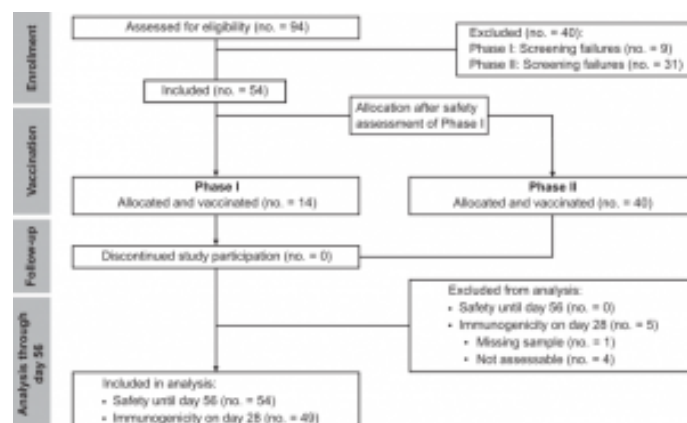 Enrollment
Assessed for eligibility (no. = 94)
Excluded (no. = 40):
Phase I: Screening failures (no. = 9)
Phase II: Screening failures (no. = 31)
Included (no. = 54)
Allocation after safety
assessment of Phase I
Vaccination
Phase I
Allocated and vaccinated (no. = 14)
Phase II
Allocated and vaccinated (no. = 40)
Follow-up
Discontinued study participation (no. = 0)
Analysis through
day 56
Excluded from analysis:
• Safety until day 56 (no. = 0)
• Immunogenicity on day 28 (no. = 5)
• Missing sample (no. = 1)
• Not assessable (no. = 4)
Included in analysis:
• Safety until day 56 (no. = 54)
• Immunogenicity on day 28 (no. = 49)